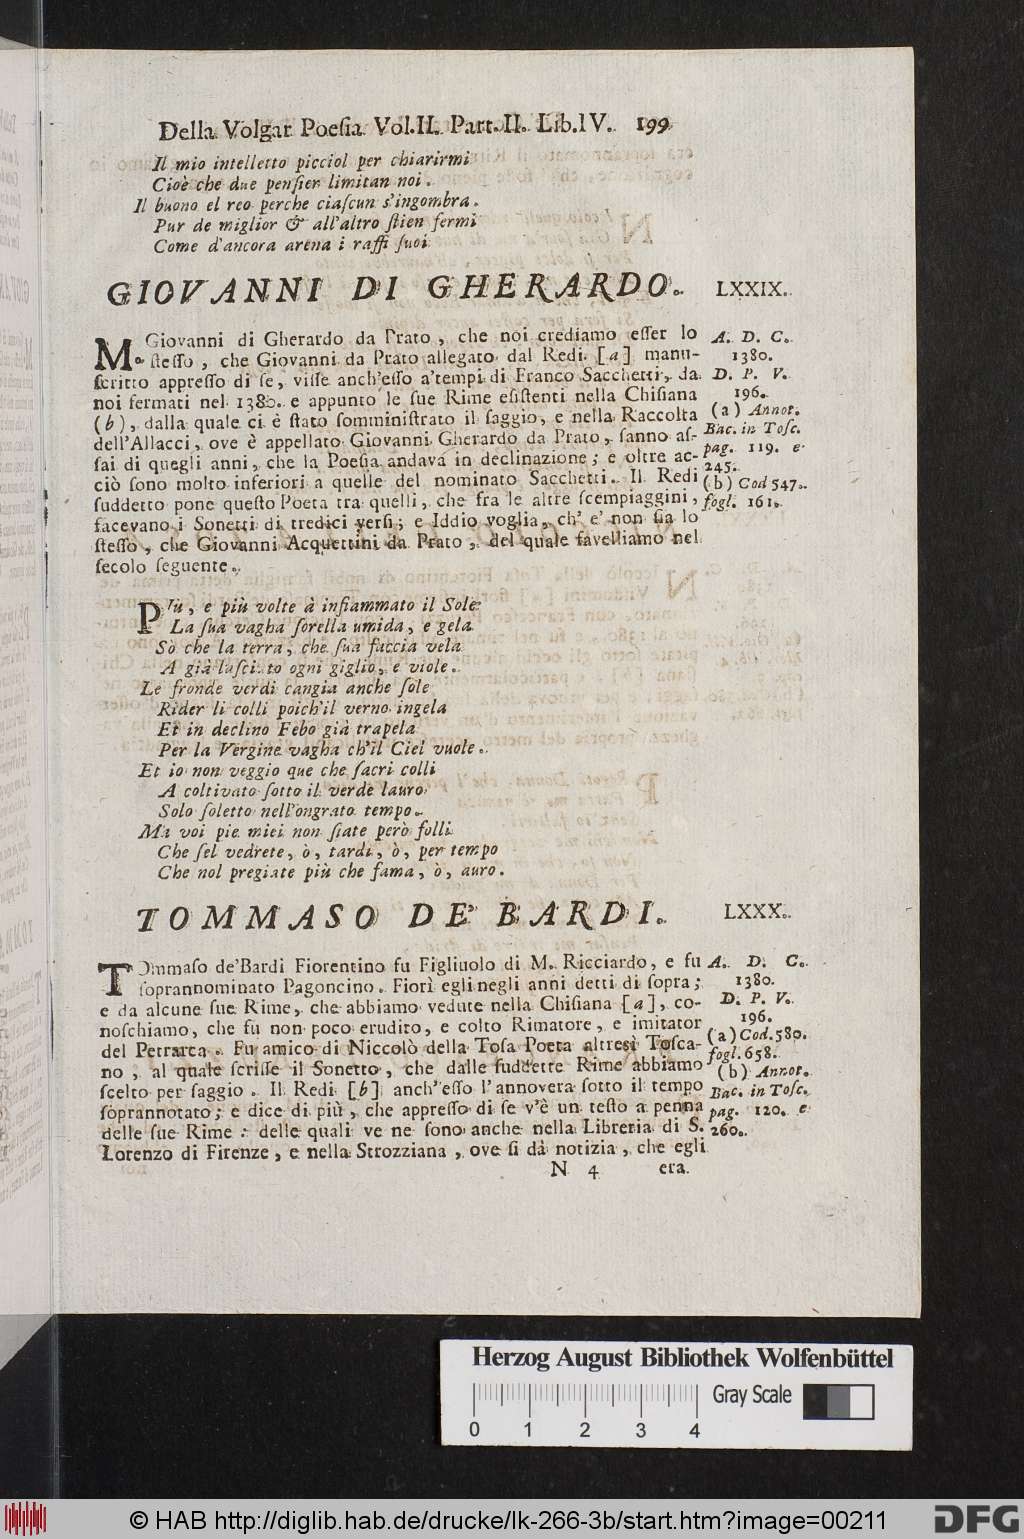 Della Volgar Poeſia Vol.II. Part.II. Lib.IV. 199
Il mio intelletto picciol per chiarirmi
Cioè che due penſier limitan noi.
Il buono el reo perche ciaſcun s'ingombra.
Pur de miglior & all'altro ſtien fermi
Come d'ancora arena i raffi ſuoi.
GIOVANNI DI GHERARDO. LXXIX.
M. Giovanni di Gherardo da Prato, che noi crediamo eſſer lo
ſteſſo, che Giovanni da Prato allegato dal Redi [a] manu-
ſcritto appreſſo di ſe, viſſe anch'eſſo a'tempi di Franco Sacchetti, da
noi fermati nel 1380. e appunto le ſue Rime eſiſtenti nella Chiſiana
(b), dalla quale ci è ſtato ſomminiſtrato il ſaggio, e nella Raccolta
dell'Allacci, ove è appellato Giovanni Gherardo da Prato, ſanno aſ-
ſai di quegli anni, che la Poeſia andava in declinazione; e oltre ac-
ciò ſono molto inferiori a quelle del nominato Sacchetti. Il Redi
ſuddetto pone queſto Poeta tra quelli, che fra le altre ſcempiaggini,
facevano i Sonetti di tredici verſi; e Iddio voglia, ch' e' non ſia lo
ſteſſo, che Giovanni Acquettini da Prato, del quale favelliamo nel
ſecolo ſeguente.
A. D. C.
1380.
D. P. V.
196.
(a) Annot.
Bac. in Toſc.
pag. 119. e
245.
(b) Cod 547.
fogl. 161.
PIù, e più volte à infiammato il Sole
La ſua vagha ſorella umida, e gela
So che la terra, che ſua faccia vela
A già laſciato ogni giglio, e viole.
Le fronde verdi cangia anche ſole
Rider li colli poich'il verno ingela
Et in declino Febo già trapela
Per la Vergine vagha ch'il Ciel vuole.
Et io non veggio que che ſacri colli
A coltivato ſotto il verde lauro
Solo ſoletto nell'ongrato tempo.
Ma voi pie miei non ſiate però folli
Che ſel vedrete, ò, tardi, ò, per tempo
Che nol pregiate più che fama, ò, auro.
TOMMASO DE' BARDI. LXXX.
TOmmaſo de'Bardi Fiorentino fu Figliuolo di M. Ricciardo, e fu
ſoprannominato Pagoncino. Fiorì egli negli anni detti di ſopra;
e da alcune ſue Rime, che abbiamo vedute nella Chiſiana [a], co-
noſchiamo, che fu non poco erudito, e colto Rimatore, e imitator
del Petrarca. Fu amico di Niccolò della Toſa Poeta altresì Toſca-
no, al quale ſcriſſe il Sonetto, che dalle ſuddette Rime abbiamo
ſcelto per ſaggio. Il Redi [b] anch'eſſo l'annovera ſotto il tempo
ſoprannotato; e dice di più, che appreſſo di ſe v'è un teſto a penna
delle ſue Rime: delle quali ve ne ſono anche nella Libreria di S.
Lorenzo di Firenze, e nella Strozziana, ove ſi dà notizia, che egli
A. D. C.
1380.
D. P. V.
196.
(a) Cod. 580.
fogl. 658.
(b) Annot.
Bac. in Toſc.
pag. 120. e
260.
N 4 era
Herzog August Bibliothek Wolfenbüttel
Gray Scale
0 1 2 3 4
© HAB http://diglib.hab.de/drucke/lk-266-3b/start.htm?image=00211
DFG